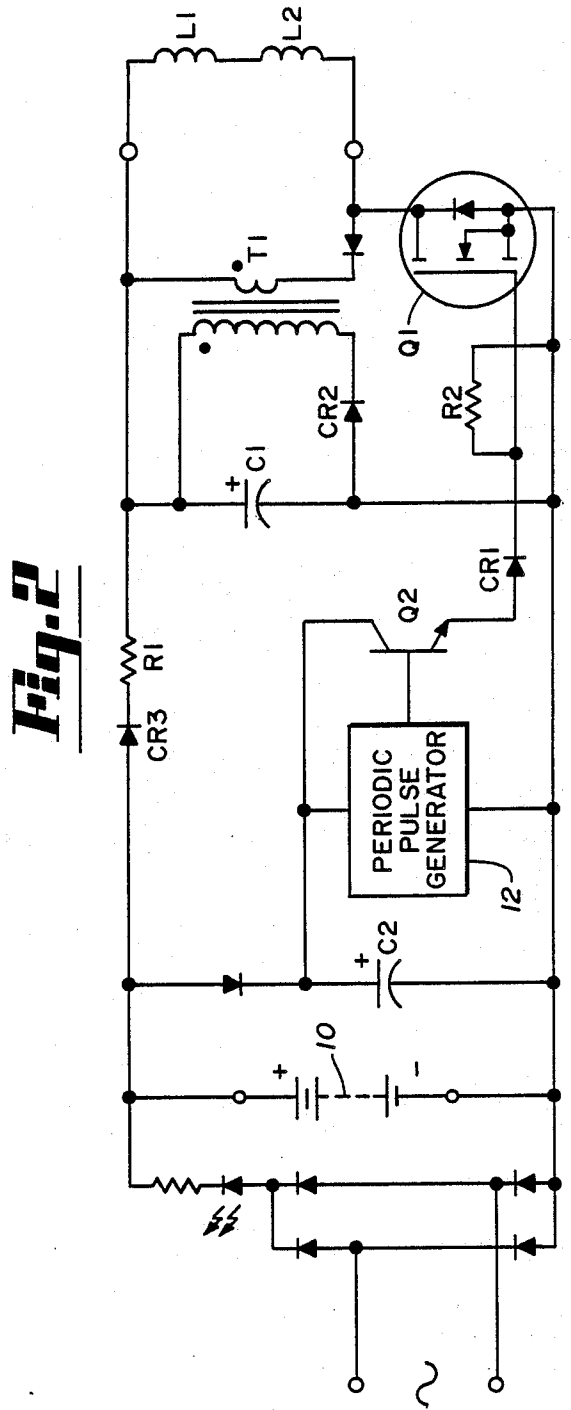 Fig.2
L1
L2
T1
Q1
R2
C1
+
CR2
R1
CR3
Q2
CR1
PERIODIC
PULSE
GENERATOR
12
C2
+
10
+
-
~